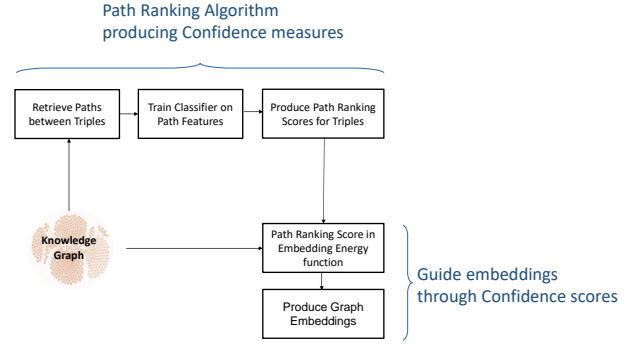 Path Ranking Algorithm
producing Confidence measures
Retrieve Paths
between Triples
Train Classifier on
Path Features
Produce Path Ranking
Scores for Triples
Knowledge
Graph
Path Ranking Score in
Embedding Energy
function
Produce Graph
Embeddings
Guide embeddings
through Confidence scores